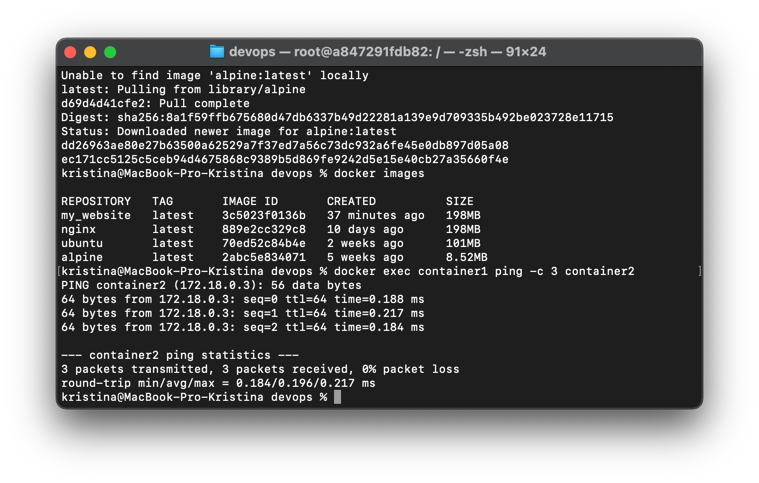 devops — root@a847291fdb82: / — -zsh — 91×24
Unable to find image 'alpine:latest' locally
latest: Pulling from library/alpine
d69d4d41cfe2: Pull complete
Digest: sha256:8a1f59ffb675680d47db6337b49d22281a139e9d709335b492be023728e11715
Status: Downloaded newer image for alpine:latest
dd26963ae80e27b63500a62529a7f37ed7a56c73dc932a6fe45e0db897d05a08
ec171cc5125c5ceb94d4675868c9389b5d869fe9242d5e15e40cb27a35660f4e
kristina@MacBook-Pro-Kristina devops % docker images
REPOSITORY   TAG       IMAGE ID       CREATED          SIZE
my_website   latest    3c5023f0136b   37 minutes ago   198MB
nginx        latest    889e2cc329c8   10 days ago      198MB
ubuntu       latest    70ed52c84b4e   2 weeks ago      101MB
alpine       latest    2abc5e834071   5 weeks ago      8.52MB
[kristina@MacBook-Pro-Kristina devops % docker exec container1 ping -c 3 container2 ]
PING container2 (172.18.0.3): 56 data bytes
64 bytes from 172.18.0.3: seq=0 ttl=64 time=0.188 ms
64 bytes from 172.18.0.3: seq=1 ttl=64 time=0.217 ms
64 bytes from 172.18.0.3: seq=2 ttl=64 time=0.184 ms
--- container2 ping statistics ---
3 packets transmitted, 3 packets received, 0% packet loss
round-trip min/avg/max = 0.184/0.196/0.217 ms
kristina@MacBook-Pro-Kristina devops %